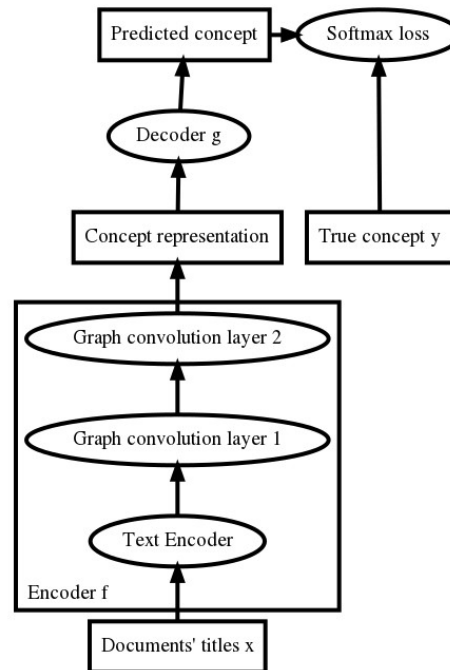 Predicted concept
Softmax loss
Decoder g
Concept representation
True concept y
Graph convolution layer 2
Graph convolution layer 1
Text Encoder
Encoder f
Documents' titles x